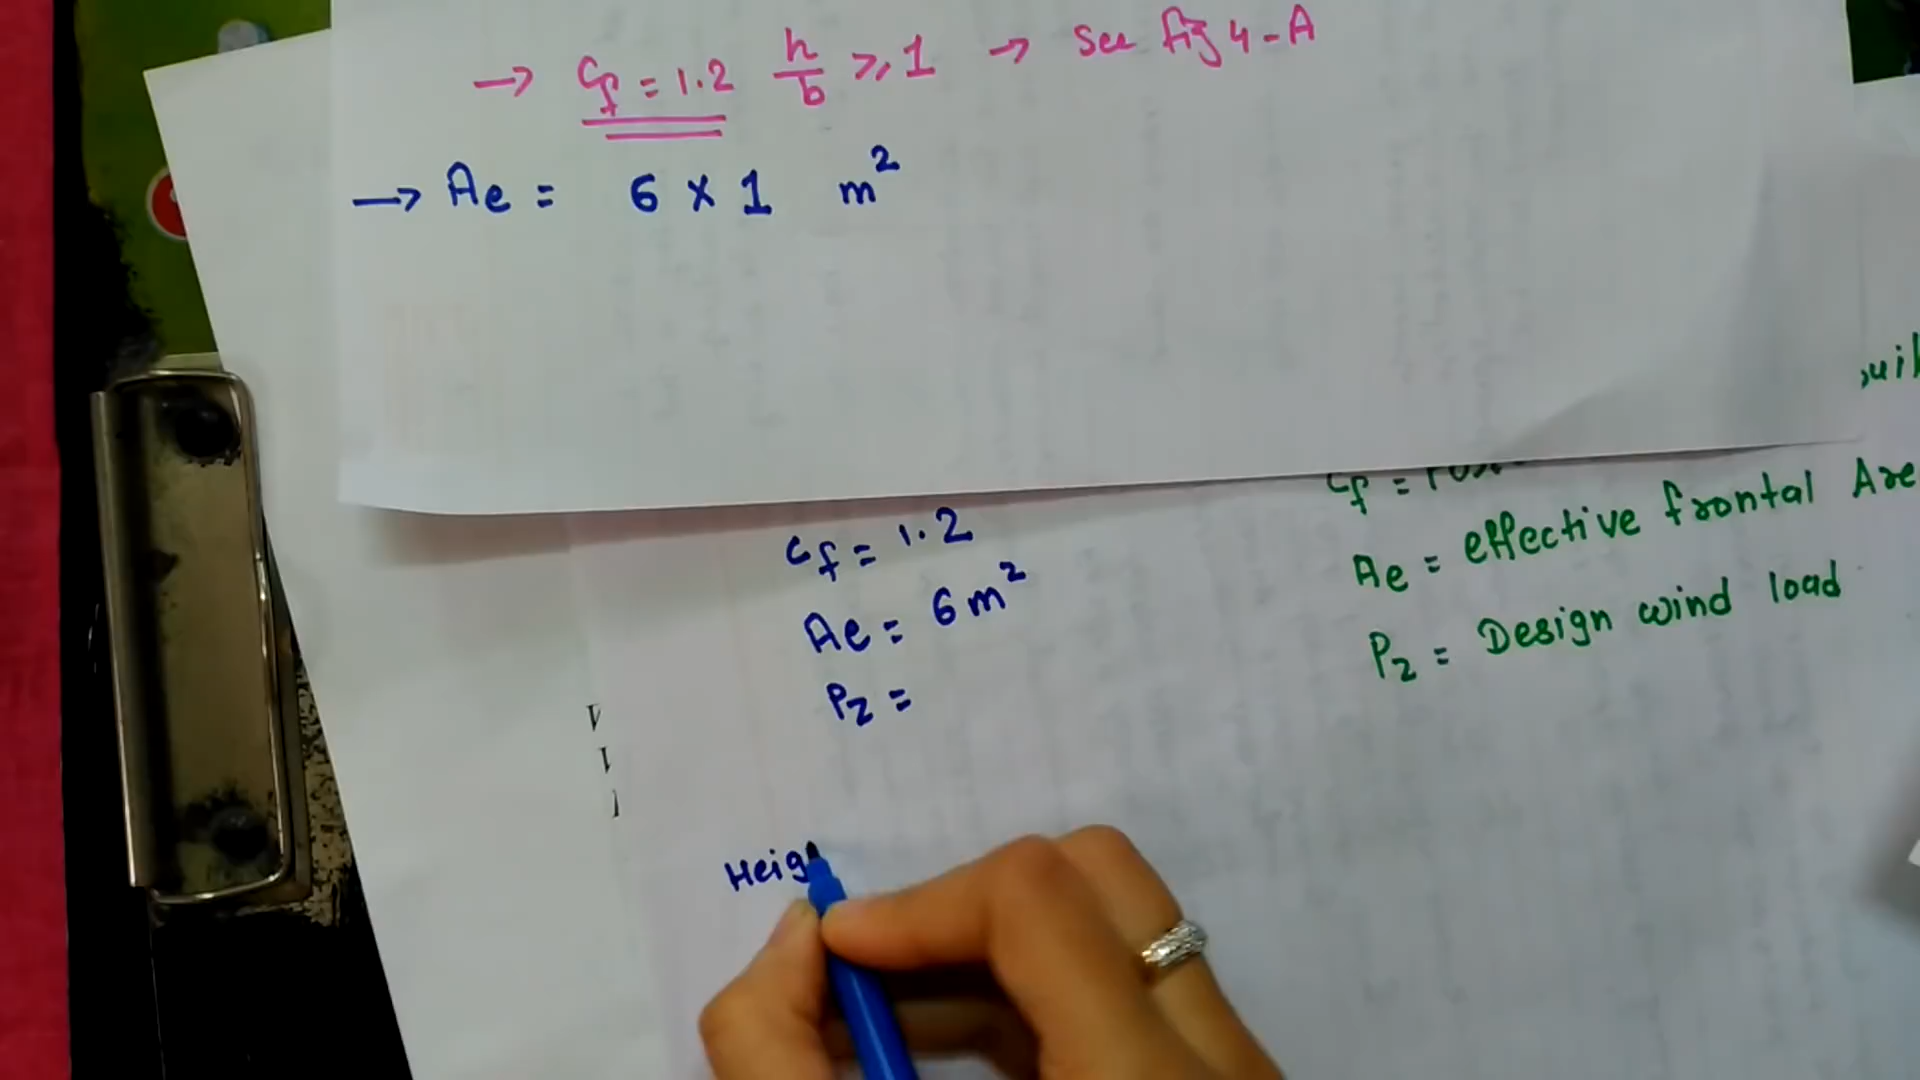 → Cf = 1.2 h/b ≥ 1 → See fig 4-A
→ Ae = 6 x 1 m²
Cf = 1.2
Ae = 6 m²
Pz =
Heig
Cf =
Ae = effective frontal Are
Pz = Design wind load